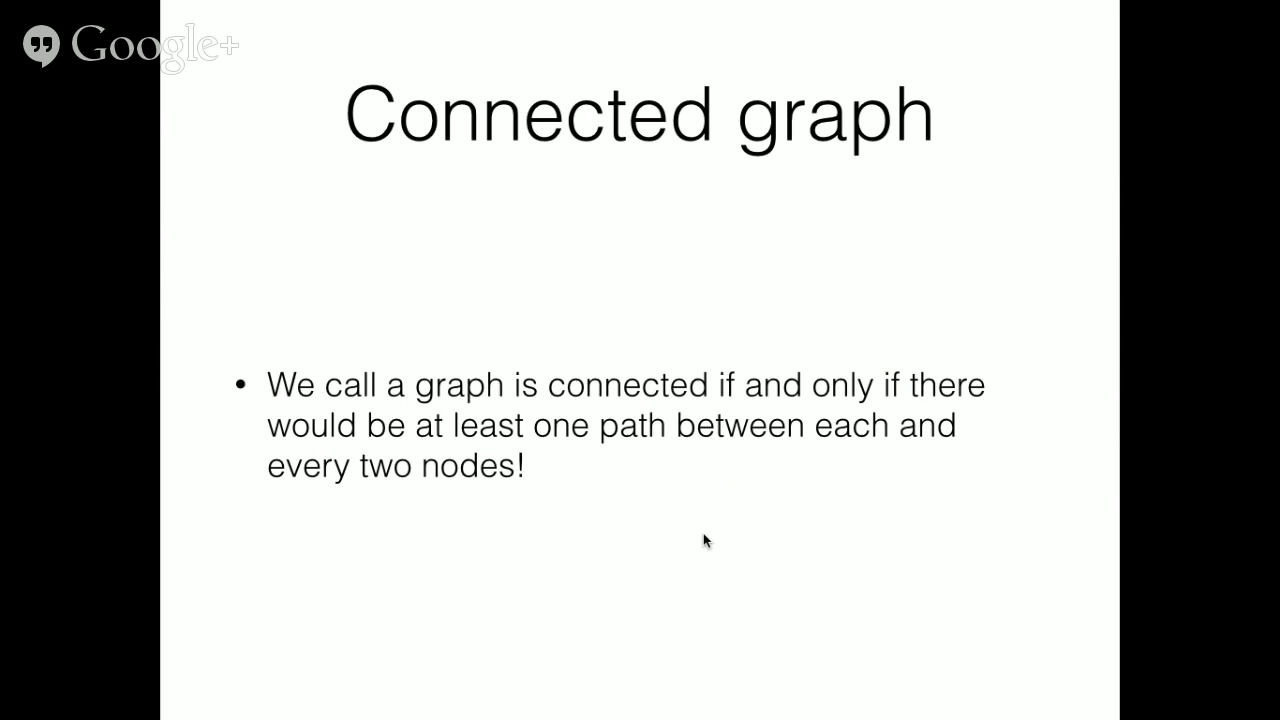 Google+
Connected graph
• We call a graph is connected if and only if there
would be at least one path between each and
every two nodes!